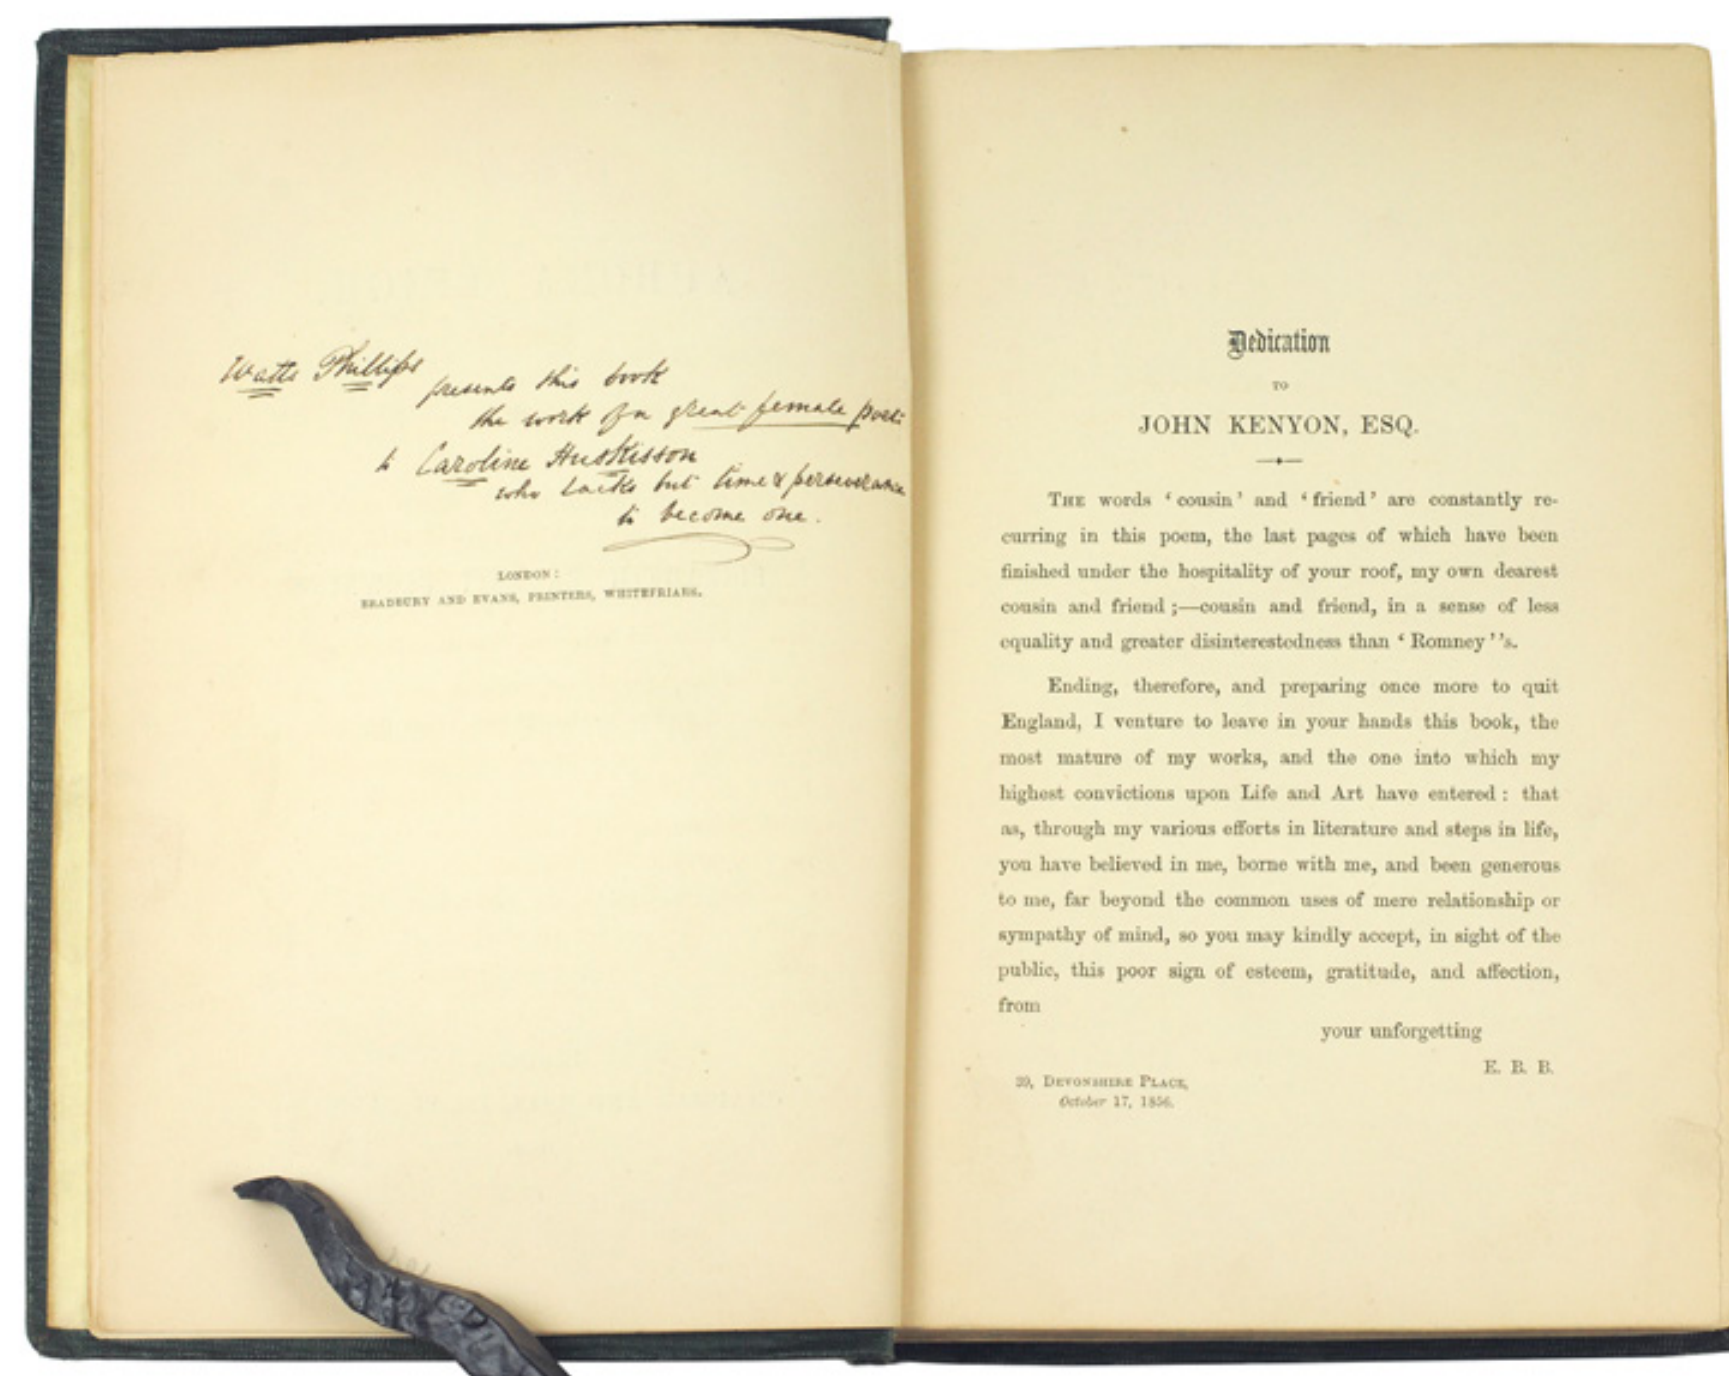 Watts Phillips
presents this book
the work of a great female poet
to Caroline Huskisson
who lacks but time & perseverance
to become one.
LONDON :
BRADBURY AND EVANS, PRINTERS, WHITEFRIARS.
Dedication
TO
JOHN KENYON, ESQ.
THE words ‘ cousin ’ and ‘ friend ’ are constantly re-
curring in this poem, the last pages of which have been
finished under the hospitality of your roof, my own dearest
cousin and friend ;—cousin and friend, in a sense of less
equality and greater disinterestedness than ‘ Romney ’’s.
Ending, therefore, and preparing once more to quit
England, I venture to leave in your hands this book, the
most mature of my works, and the one into which my
highest convictions upon Life and Art have entered : that
as, through my various efforts in literature and steps in life,
you have believed in me, borne with me, and been generous
to me, far beyond the common uses of mere relationship or
sympathy of mind, so you may kindly accept, in sight of the
public, this poor sign of esteem, gratitude, and affection,
from
your unforgetting
E. B. B.
39, DEVONSHIRE PLACE,
October 17, 1856.